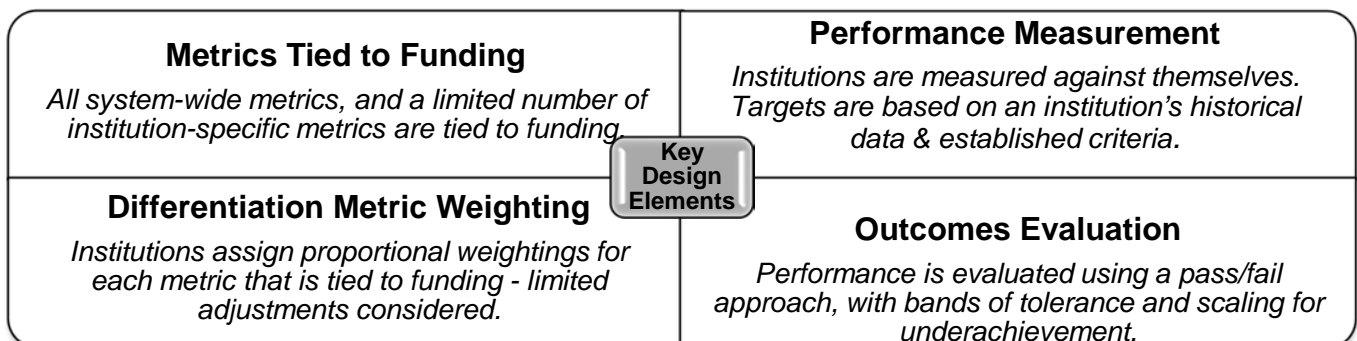 Metrics Tied to Funding
All system-wide metrics, and a limited number of
institution-specific metrics are tied to funding.
Performance Measurement
Institutions are measured against themselves.
Targets are based on an institution’s historical
data & established criteria.
Key
Design
Elements
Differentiation Metric Weighting
Institutions assign proportional weightings for
each metric that is tied to funding - limited
adjustments considered.
Outcomes Evaluation
Performance is evaluated using a pass/fail
approach, with bands of tolerance and scaling for
underachievement.